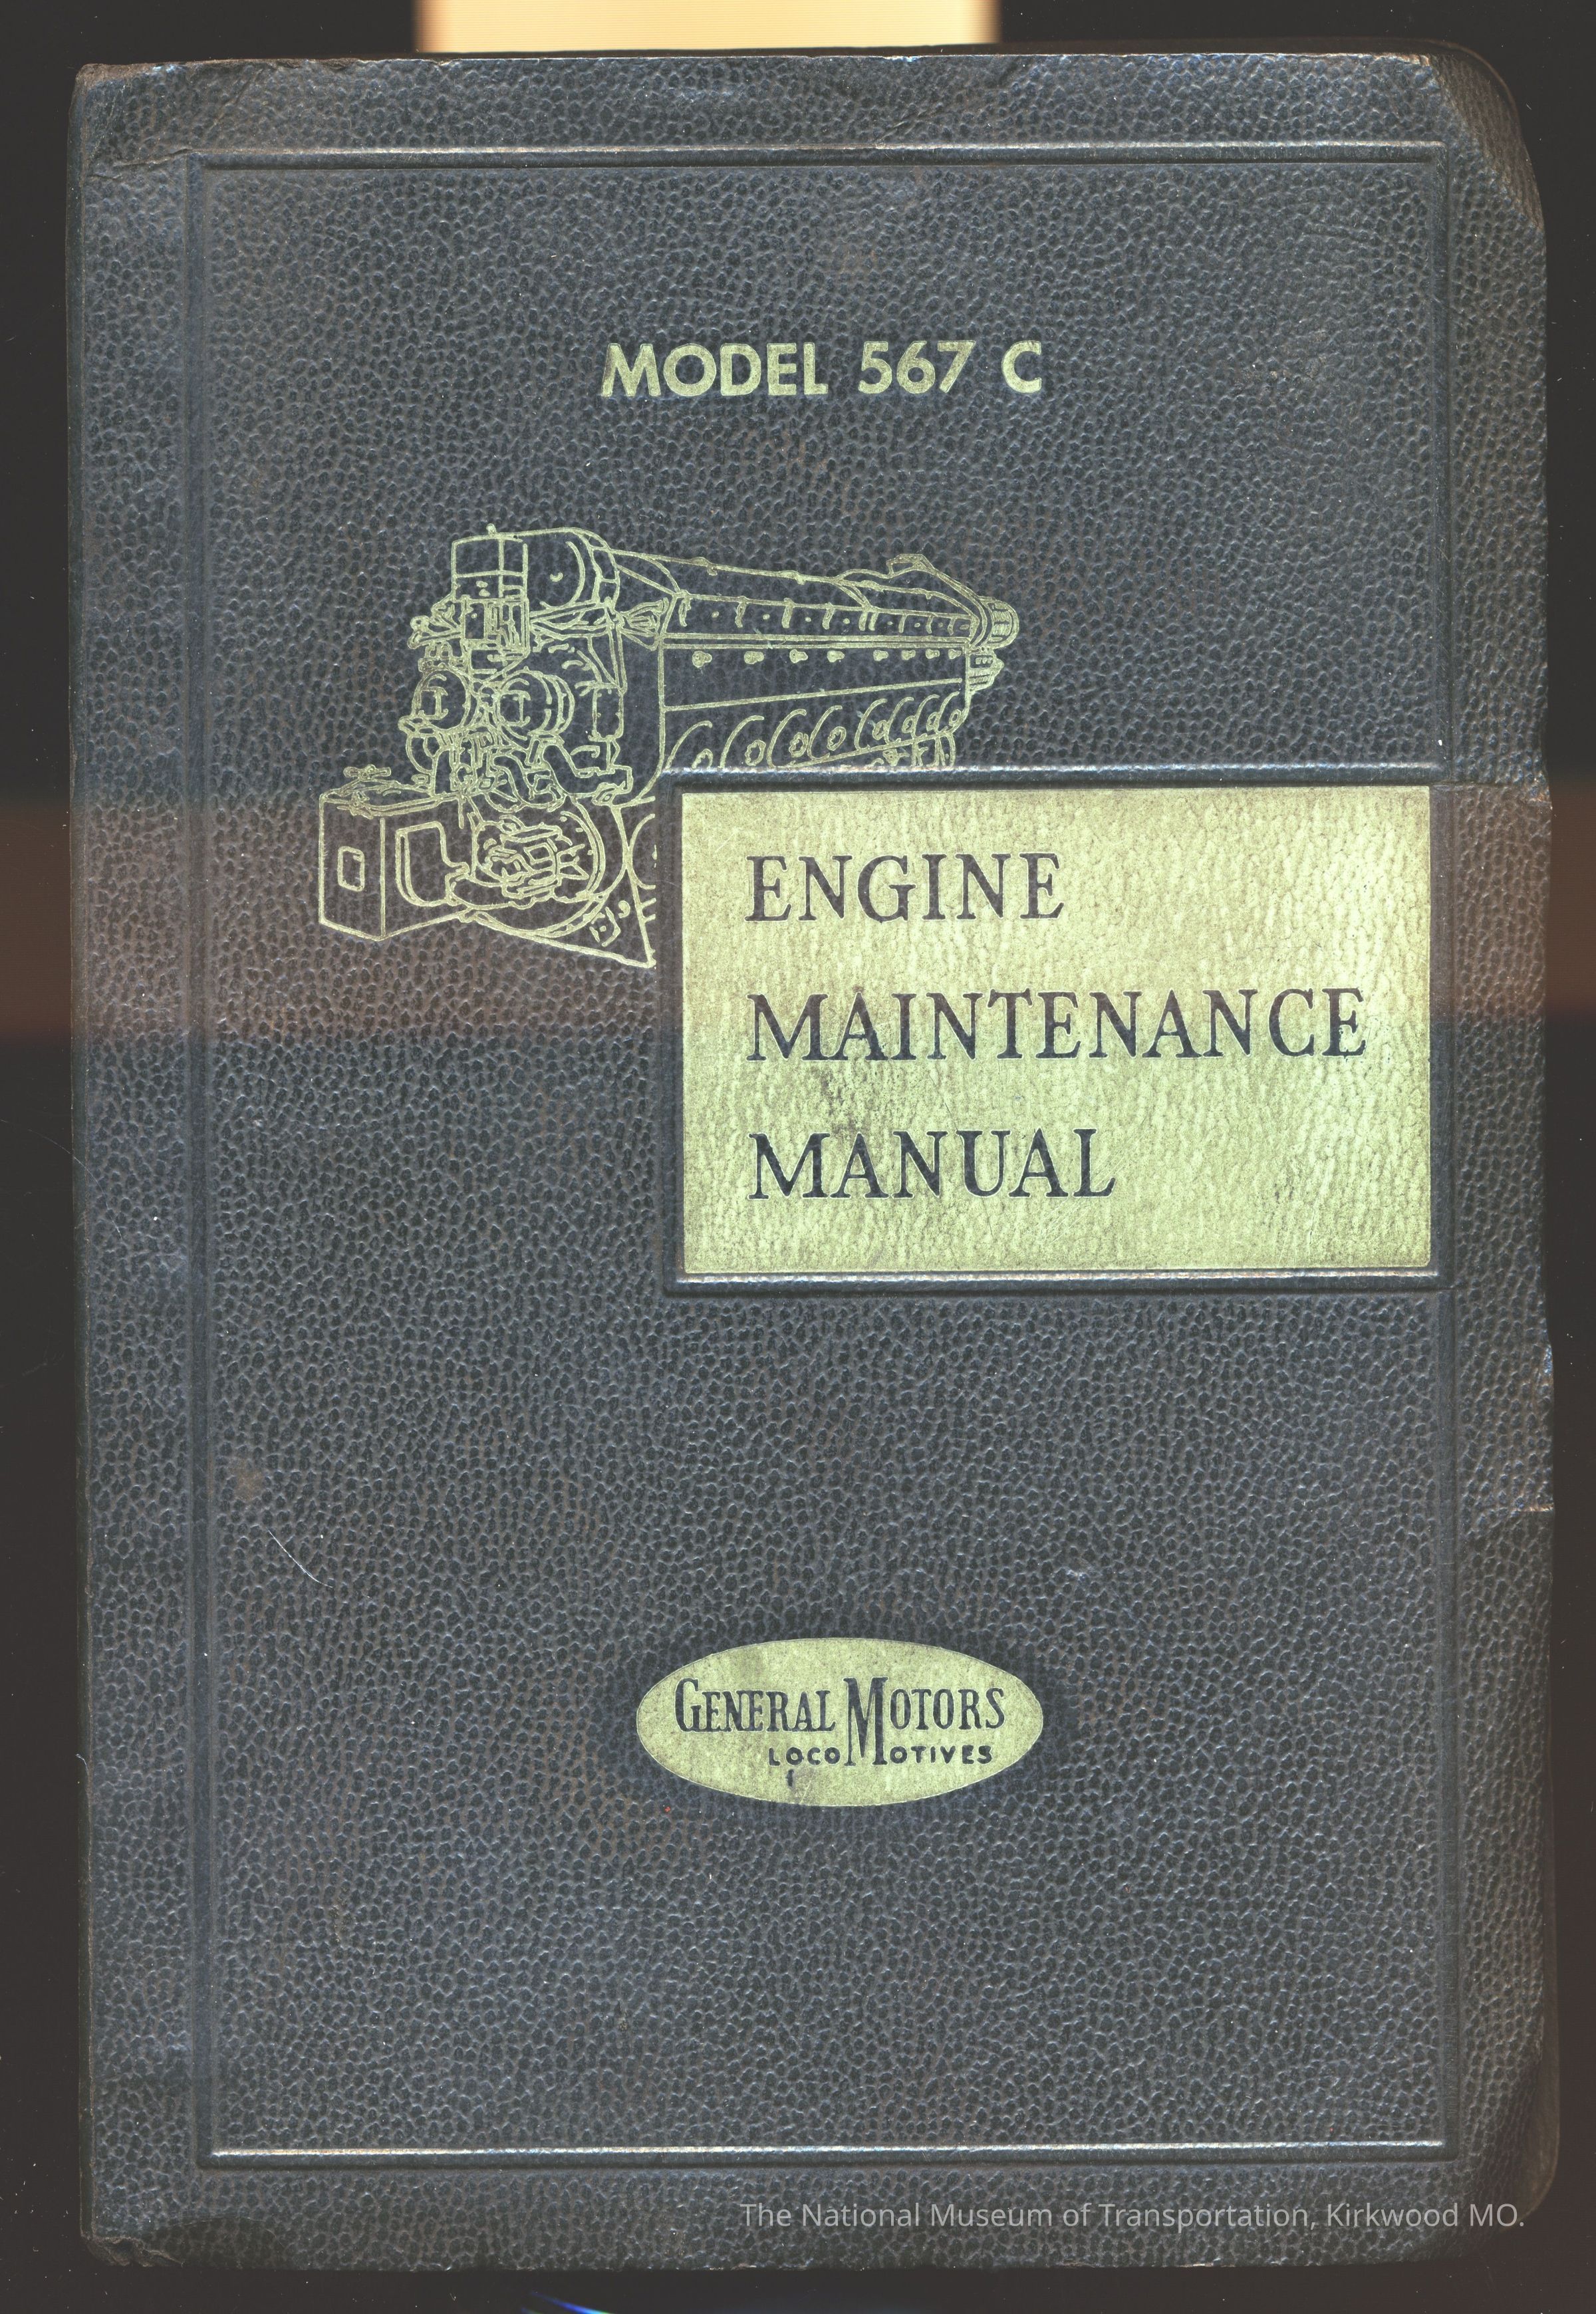 MODEL 567 C
ENGINE
MAINTENANCE
MANUAL
GENERAL MOTORS
LOCOMOTIVES
The National Museum of Transportation, Kirkwood MO.